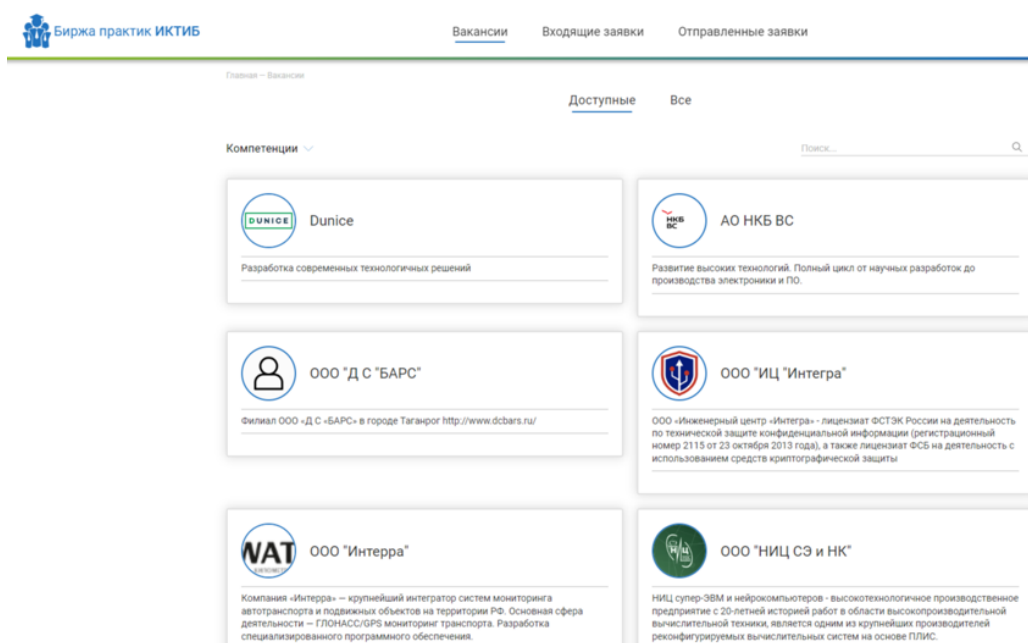 Биржа практик ИКТИБ
Вакансии Входящие заявки Отправленные заявки
Главная — Вакансии
Доступные Все
Компетенции Поиск...
DUNICE
Dunice
Разработка современных технологичных решений
НКБ
ВС
АО НКБ ВС
Развитие высоких технологий. Полный цикл от научных разработок до
производства электроники и ПО.
ООО "Д С "БАРС"
Филиал ООО «Д С «БАРС» в городе Таганрог http://www.dcbars.ru/
ООО "ИЦ "Интегра"
ООО «Инженерный центр «Интегра» - лицензиат ФСТЭК России на деятельность
по технической защите конфиденциальной информации (регистрационный
номер 2115 от 23 октября 2013 года), а также лицензиат ФСБ на деятельность с
использованием средств криптографической защиты
WAT
ООО "Интерра"
Компания «Интерра» — крупнейший интегратор систем мониторинга
автотранспорта и подвижных объектов на территории РФ. Основная сфера
деятельности — ГЛОНАСС/GPS мониторинг транспорта. Разработка
специализированного программного обеспечения.
НИЦ
ООО "НИЦ СЭ и НК"
НИЦ супер-ЭВМ и нейрокомпьютеров - высокотехнологичное производственное
предприятие с 20-летней историей работ в области высокопроизводительной
вычислительной техники, является одним из крупнейших производителей
реконфигурируемых вычислительных систем на основе ПЛИС.